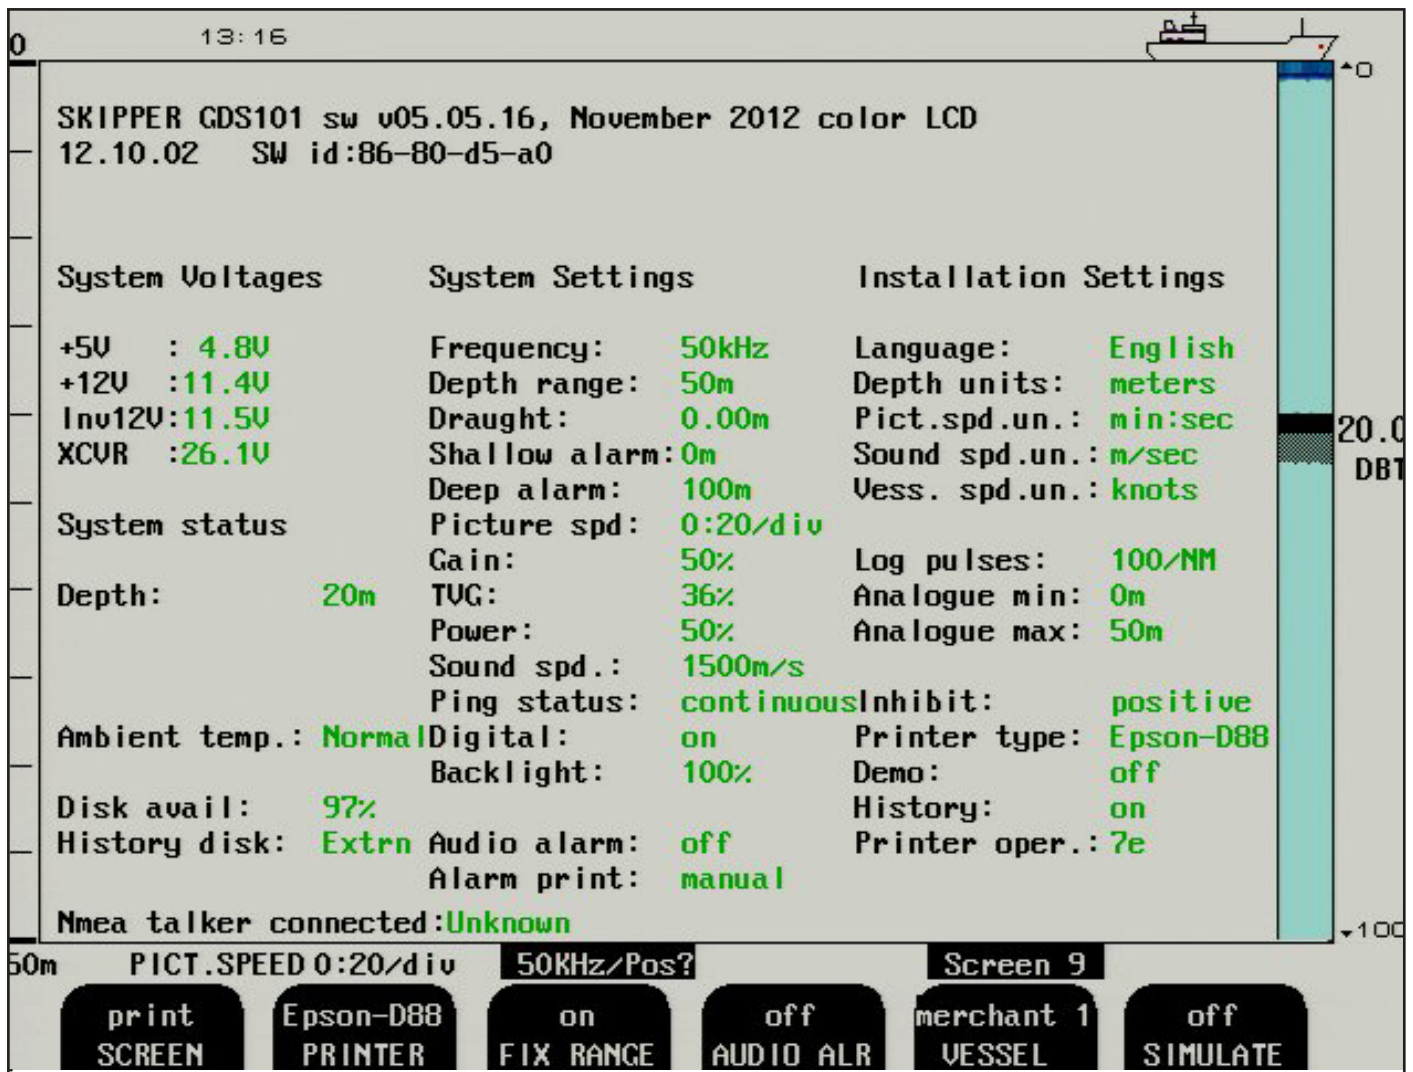 0 13:16
▲0
SKIPPER GDS101 sw v05.05.16, November 2012 color LCD
12.10.02 SW id:86-80-d5-a0
System Voltages System Settings Installation Settings
+5V : 4.8V Frequency: 50kHz Language: English
+12V :11.4V Depth range: 50m Depth units: meters
Inv12V:11.5V Draught: 0.00m Pict.spd.un.: min:sec
20.0
XCVR :26.1V Shallow alarm:0m Sound spd.un.: m/sec
DBT
Deep alarm: 100m Vess. spd.un.: knots
System status Picture spd: 0:20/div
Gain: 50% Log pulses: 100/NM
Depth: 20m TVG: 36% Analogue min: 0m
Power: 50% Analogue max: 50m
Sound spd.: 1500m/s
Ping status: continuous Inhibit: positive
Ambient temp.: Normal Digital: on Printer type: Epson-D88
Backlight: 100% Demo: off
Disk avail: 97% History: on
History disk: Extrn Audio alarm: off Printer oper.: 7e
Alarm print: manual
Nmea talker connected:Unknown
▼100
50m PICT.SPEED 0:20/div 50KHz/Pos? Screen 9
print Epson-D88 on off merchant 1 off
SCREEN PRINTER FIX RANGE AUDIO ALR VESSEL SIMULATE